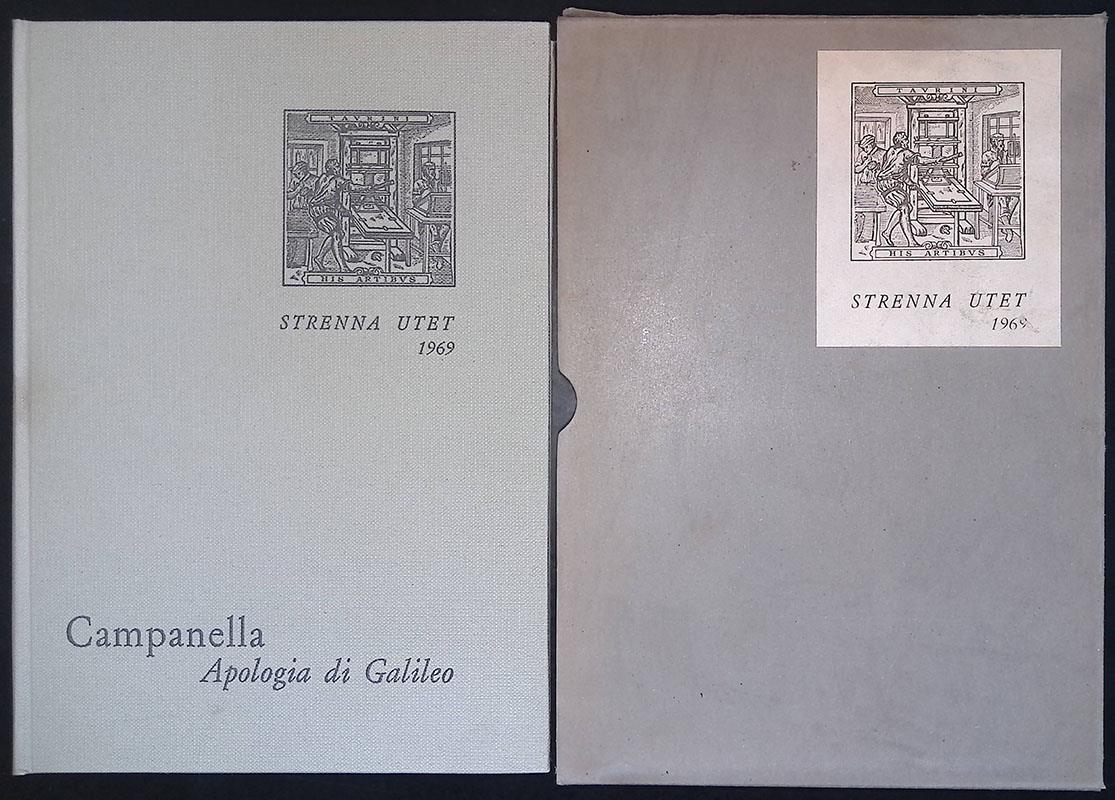 TAVRINI
HIS ARTIBVS
STRENNA UTET
1969
Campanella
Apologia di Galileo
TAVRINI
HIS ARTIBVS
STRENNA UTET
1969